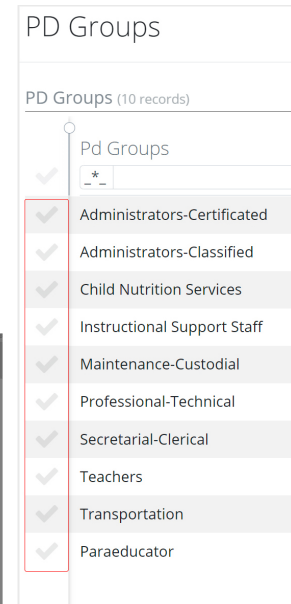 PD Groups
PD Groups (10 records)
Pd Groups
_*_
Administrators-Certificated
Administrators-Classified
Child Nutrition Services
Instructional Support Staff
Maintenance-Custodial
Professional-Technical
Secretarial-Clerical
Teachers
Transportation
Paraeducator